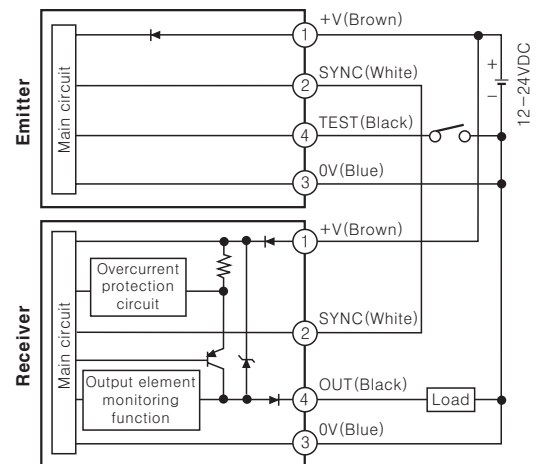 Emitter
Main circuit
1
+V(Brown)
2
SYNC(White)
4
TEST(Black)
3
0V(Blue)
+
−
12−24VDC
Receiver
Main circuit
1
+V(Brown)
Overcurrent
protection
circuit
2
SYNC(White)
Output element
monitoring
function
4
OUT(Black)
Load
3
0V(Blue)